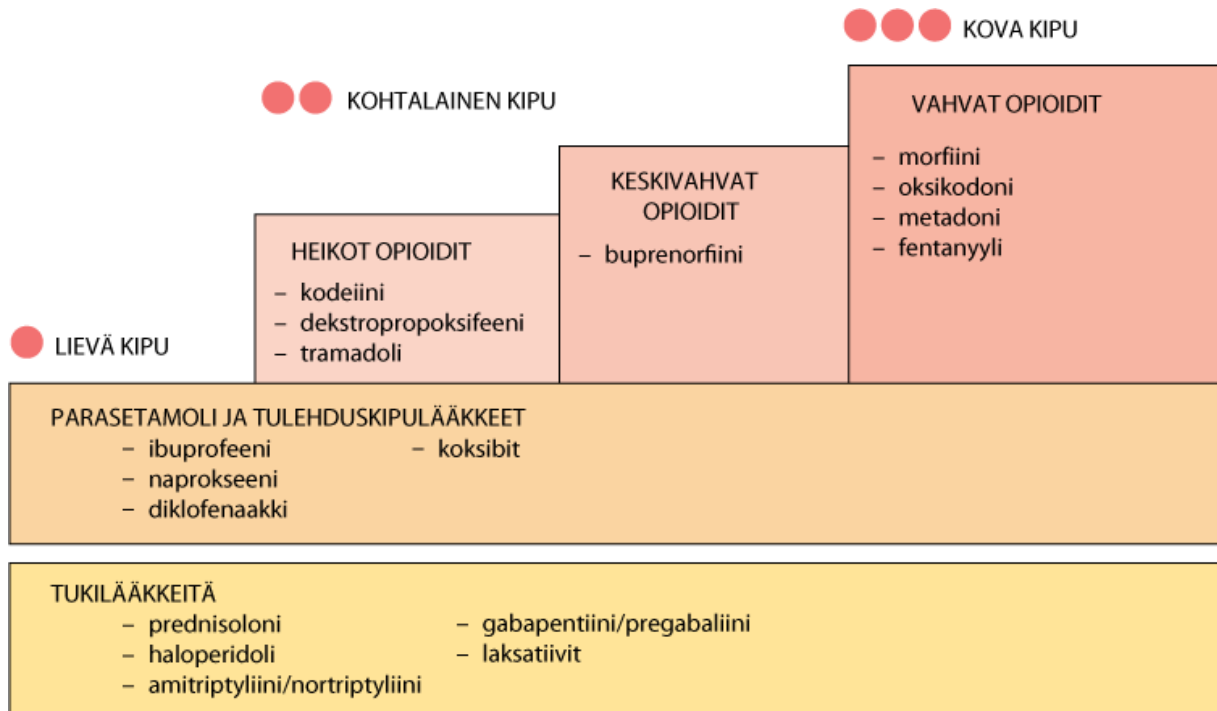 KOVA KIPU
KOHTALAINEN KIPU
VAHVAT OPIOIDIT
– morfiini
– oksikodoni
– metadoni
– fentanyyli
KESKIVAHVAT
OPIOIDIT
– buprenorfiini
HEIKOT OPIOIDIT
– kodeiini
– dekstropropoksifeeni
– tramadoli
LIEVÄ KIPU
PARASETAMOLI JA TULEHDUSKIPULÄÄKKEET
– ibuprofeeni
– naprokseeni
– diklofenaakki
– koksibit
TUKILÄÄKKEITÄ
– prednisoloni
– haloperidoli
– amitriptyliini/nortriptyliini
– gabapentiini/pregabaliini
– laksatiivit